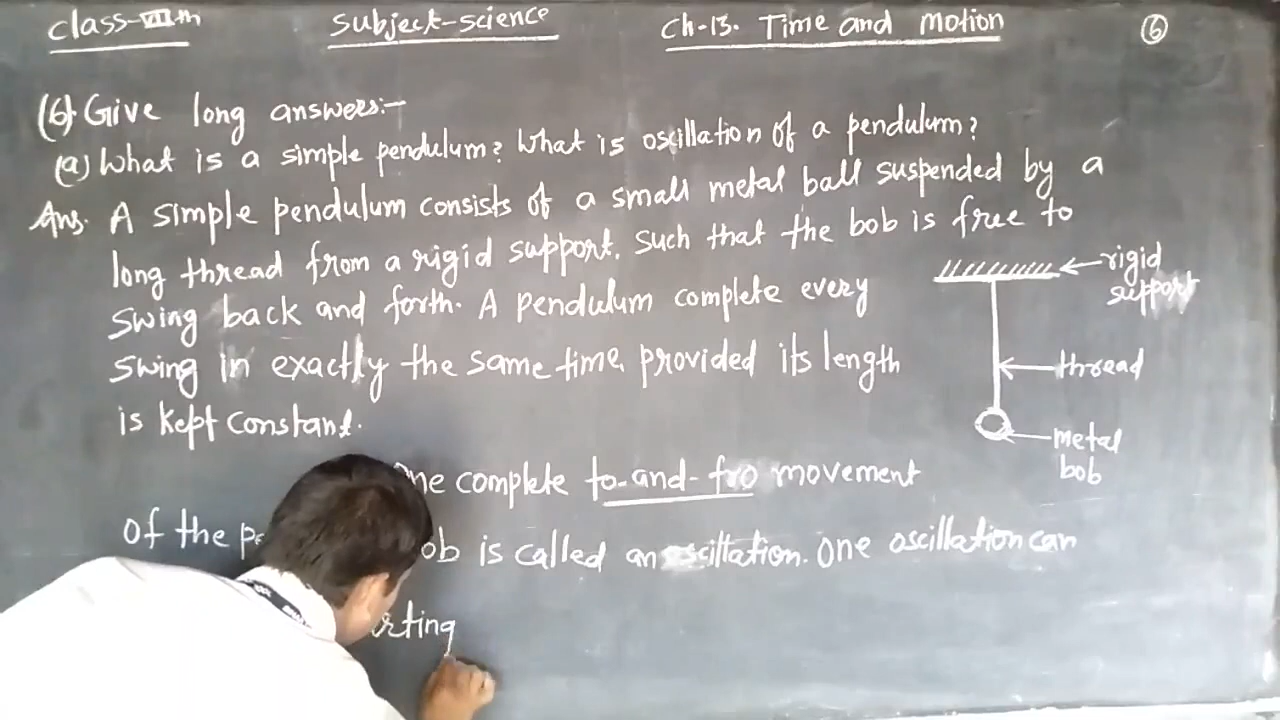 class-VII th
Subject-science
Ch-13. Time and Motion
6
(6) Give long answers:-
(a) What is a simple pendulum? What is oscillation of a pendulum?
Ans. A simple pendulum consists of a small metal ball suspended by a
long thread from a rigid support. Such that the bob is free to
swing back and forth. A pendulum complete every
swing in exactly the same time, provided its length
is kept constant.
rigid
support
thread
metal
bob
One complete to-and-fro movement
of the ob is called an oscillation. One oscillation can
rting